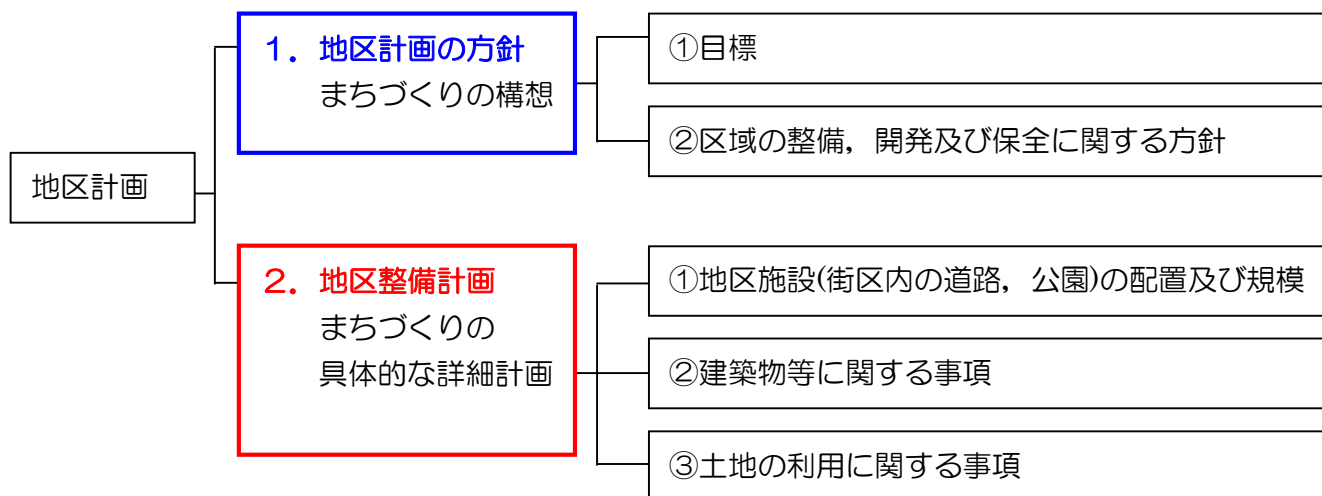 地区計画
1．地区計画の方針
まちづくりの構想
①目標
②区域の整備，開発及び保全に関する方針
2．地区整備計画
まちづくりの
具体的な詳細計画
①地区施設(街区内の道路，公園)の配置及び規模
②建築物等に関する事項
③土地の利用に関する事項